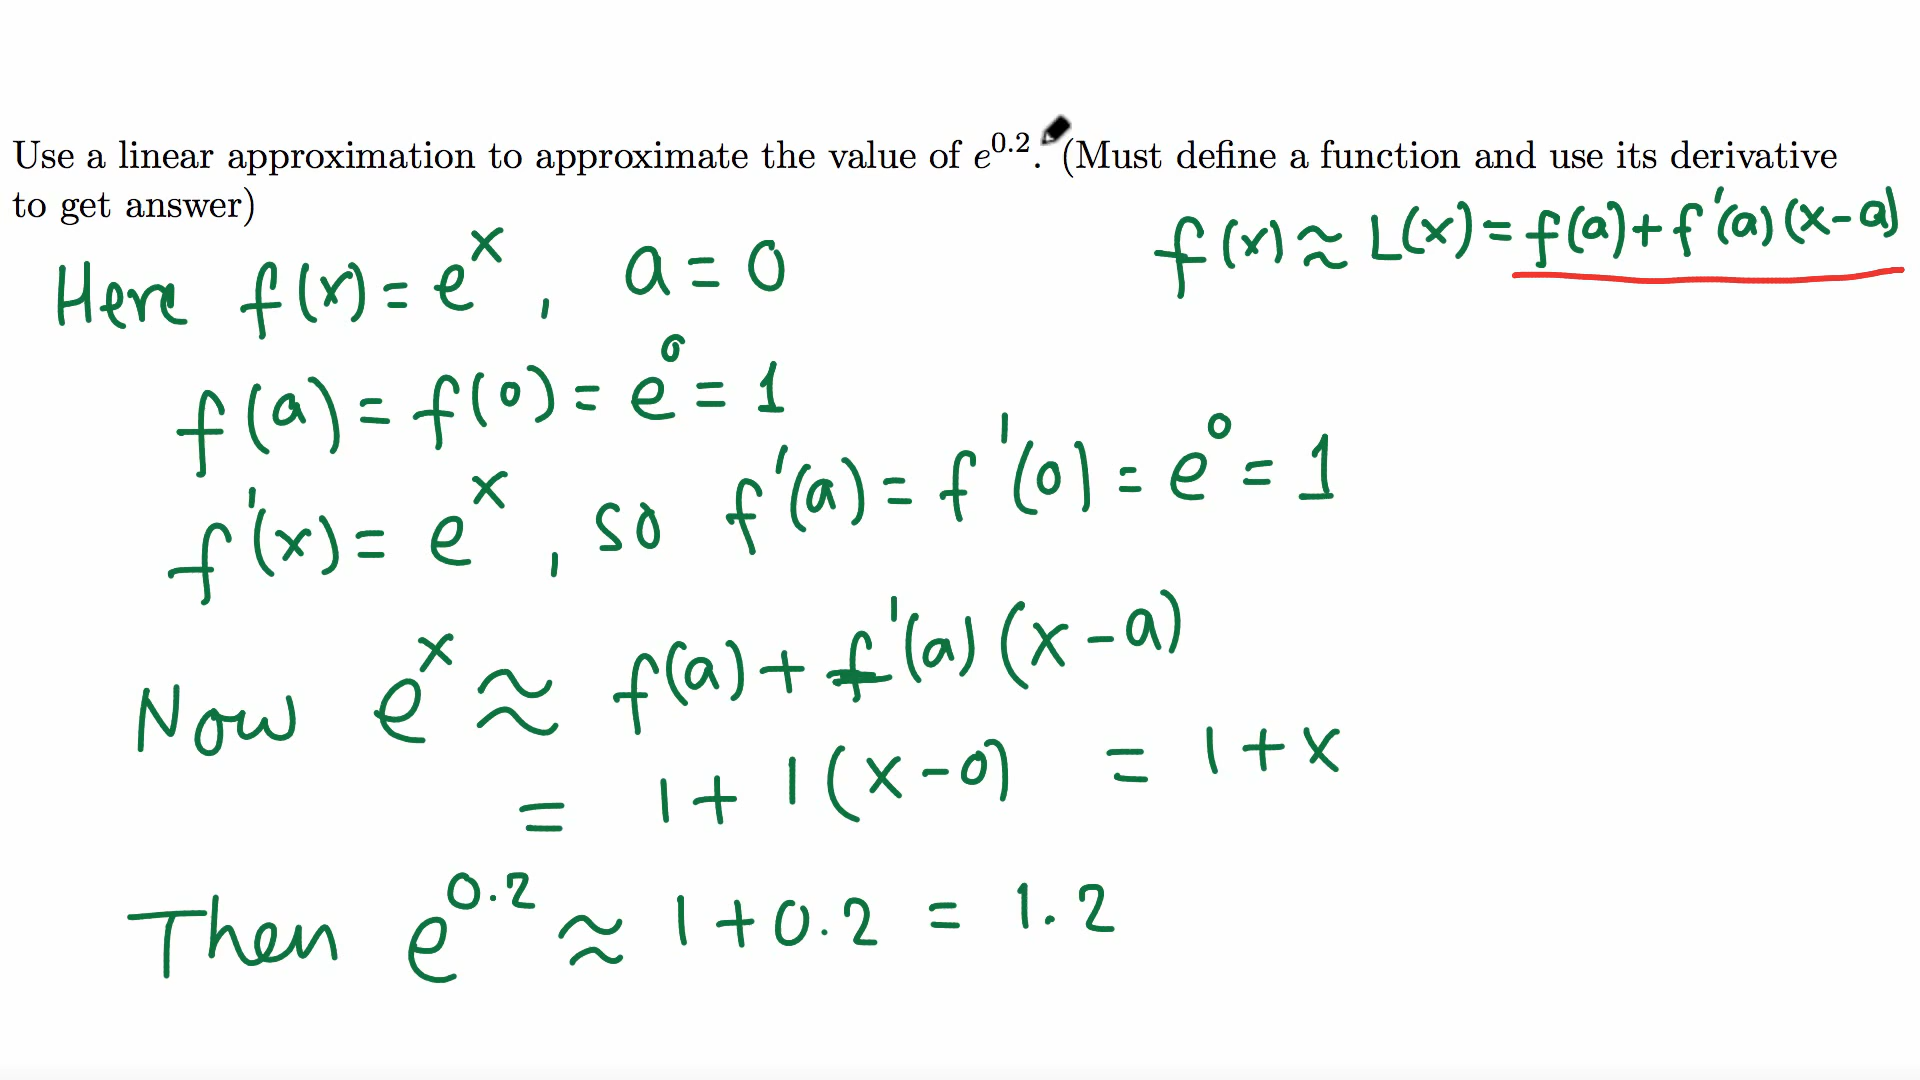 Use a linear approximation to approximate the value of e^{0.2}. (Must define a function and use its derivative
to get answer)
f(x) ≈ L(x) = f(a) + f'(a)(x-a)
Here f(x) = e^x , a = 0
f(a) = f(0) = e^0 = 1
f'(x) = e^x , so f'(a) = f'(0) = e^0 = 1
Now e^x ≈ f(a) + f'(a)(x-a)
= 1 + 1(x-0) = 1 + x
Then e^{0.2} ≈ 1 + 0.2 = 1.2